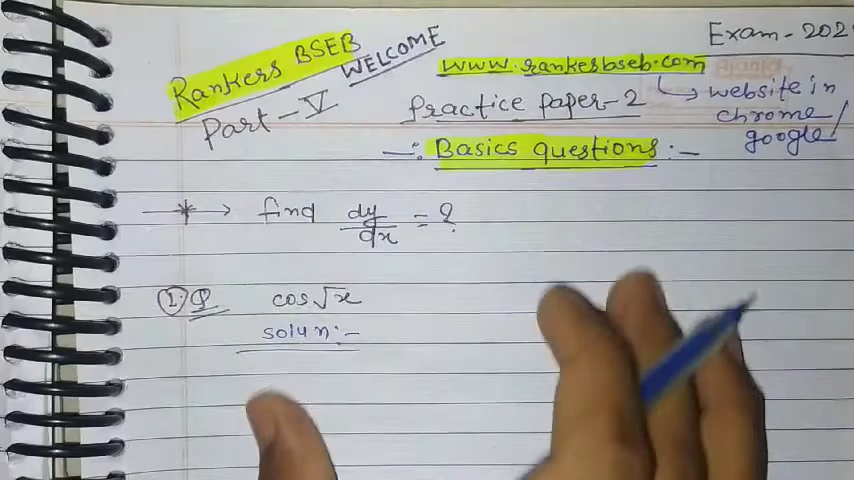 Rankers BSEB
WELCOME
Part-V
www.rankersbseb.com
Practice paper-2
Exam-202
website in
chrome/
google
Basics questions:-
find dy/dx = ?
1. Q cos√x
solun:-